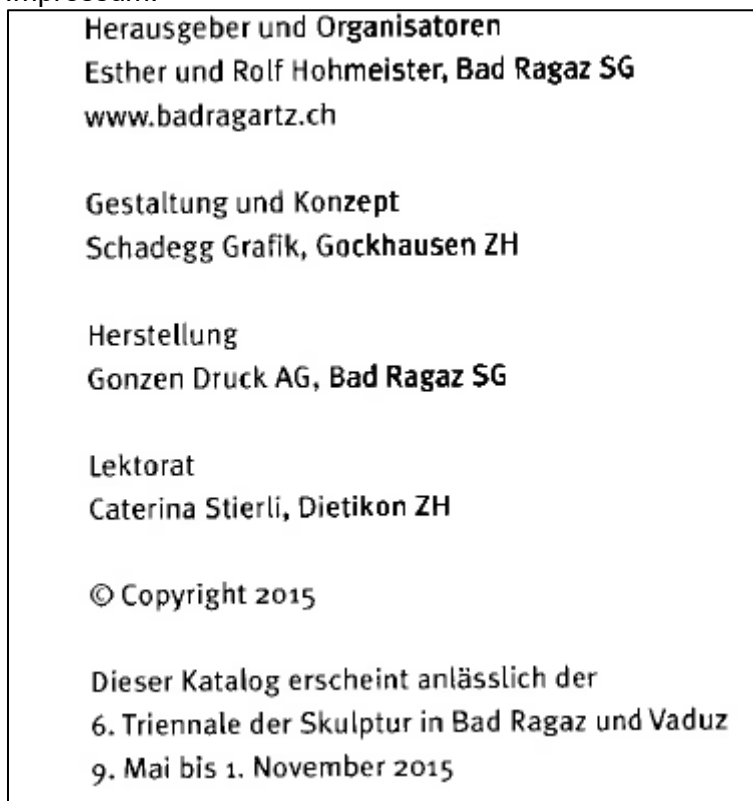 Impressum:
Herausgeber und Organisatoren
Esther und Rolf Hohmeister, Bad Ragaz SG
www.badragartz.ch
Gestaltung und Konzept
Schadegg Grafik, Gockhausen ZH
Herstellung
Gonzen Druck AG, Bad Ragaz SG
Lektorat
Caterina Stierli, Dietikon ZH
© Copyright 2015
Dieser Katalog erscheint anlässlich der
6. Triennale der Skulptur in Bad Ragaz und Vaduz
9. Mai bis 1. November 2015